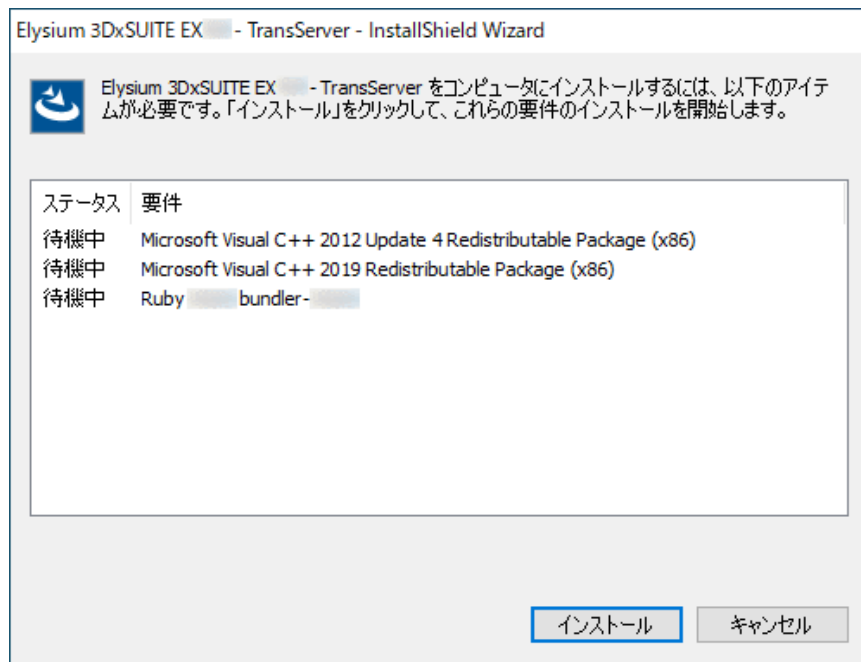 Elysium 3DxSUITE EX - TransServer - InstallShield Wizard
Elysium 3DxSUITE EX - TransServer をコンピュータにインストールするには、以下のアイテ
ムが必要です。「インストール」をクリックして、これらの要件のインストールを開始します。
ステータス 要件
待機中 Microsoft Visual C++ 2012 Update 4 Redistributable Package (x86)
待機中 Microsoft Visual C++ 2019 Redistributable Package (x86)
待機中 Ruby bundler-
インストール キャンセル